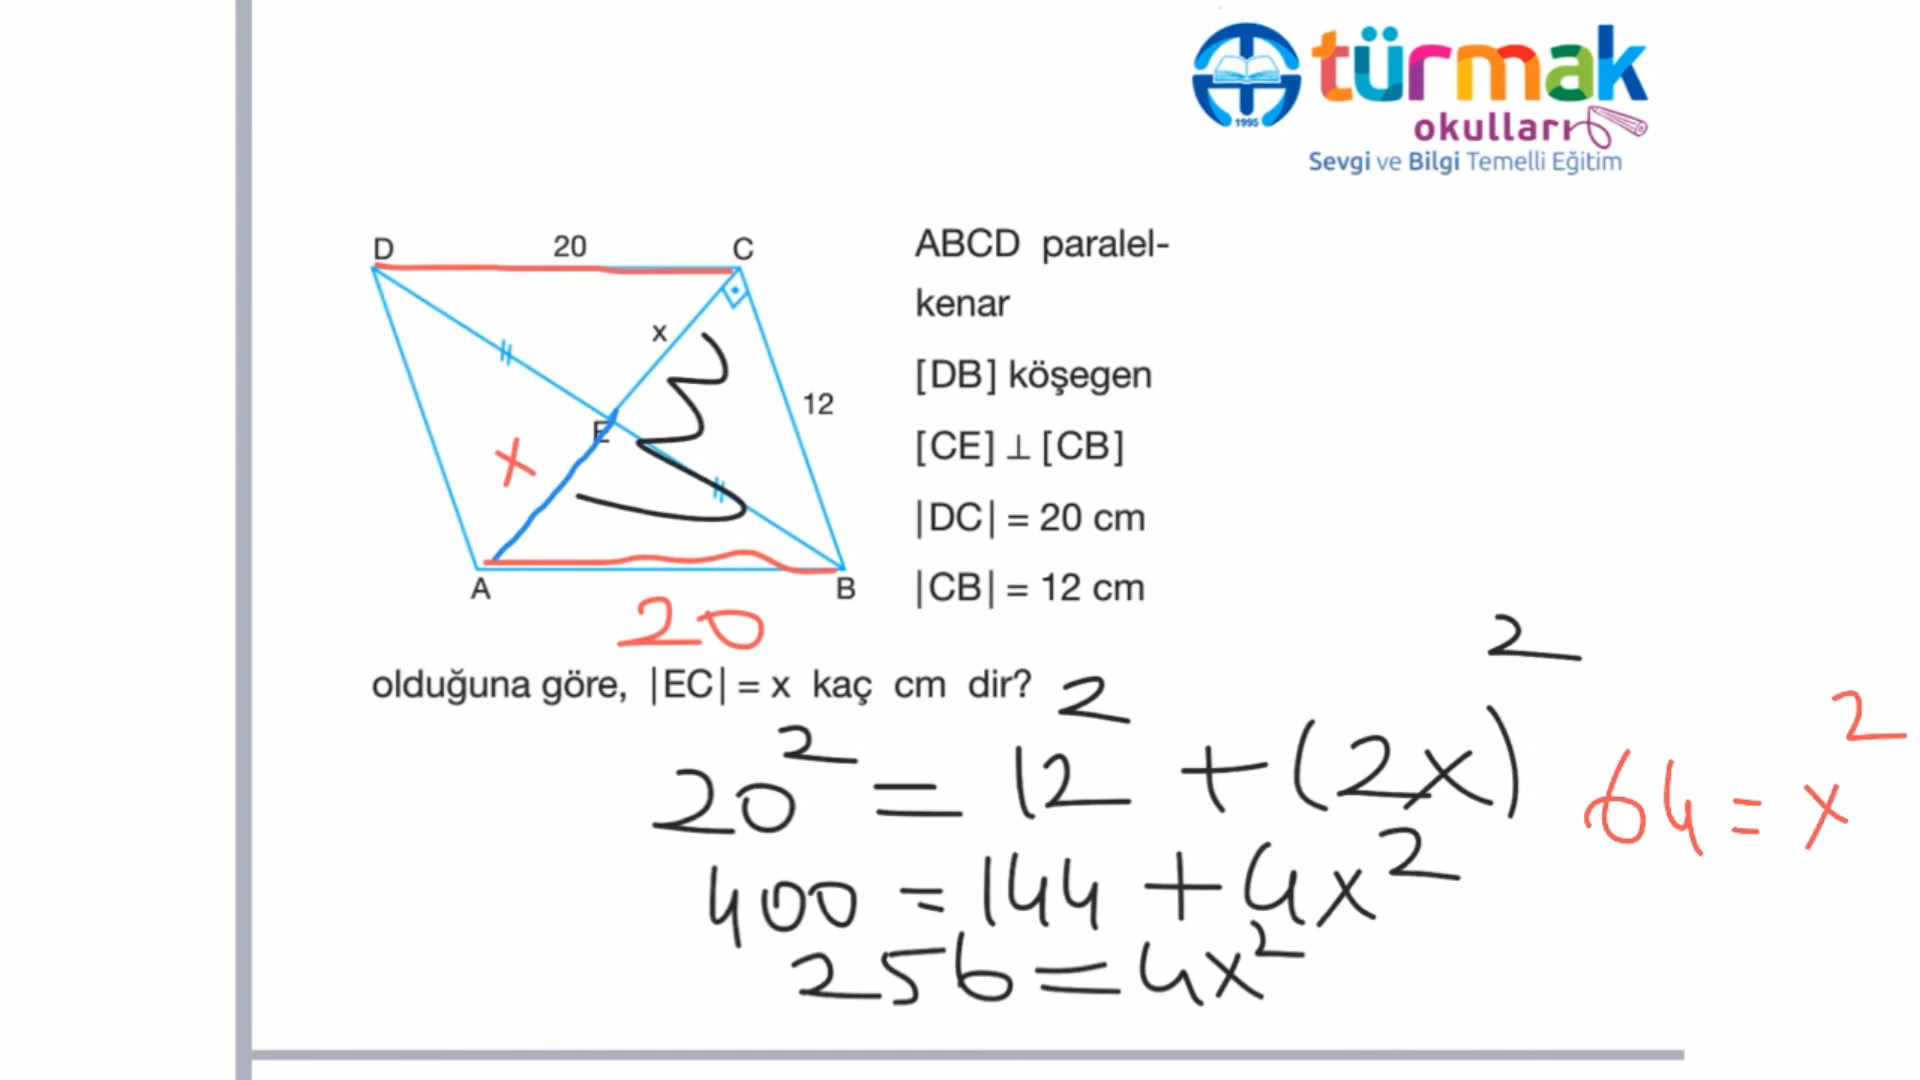 türmak
okulları
1995
Sevgi ve Bilgi Temelli Eğitim
D 20 C
x
12
E
x
A B
20
ABCD paralel-
kenar
[DB] köşegen
[CE] ⊥ [CB]
|DC| = 20 cm
|CB| = 12 cm
olduğuna göre, |EC| = x kaç cm dir?
20² = 12² + (2x)²
64 = x²
400 = 144 + 4x²
256 = 4x²